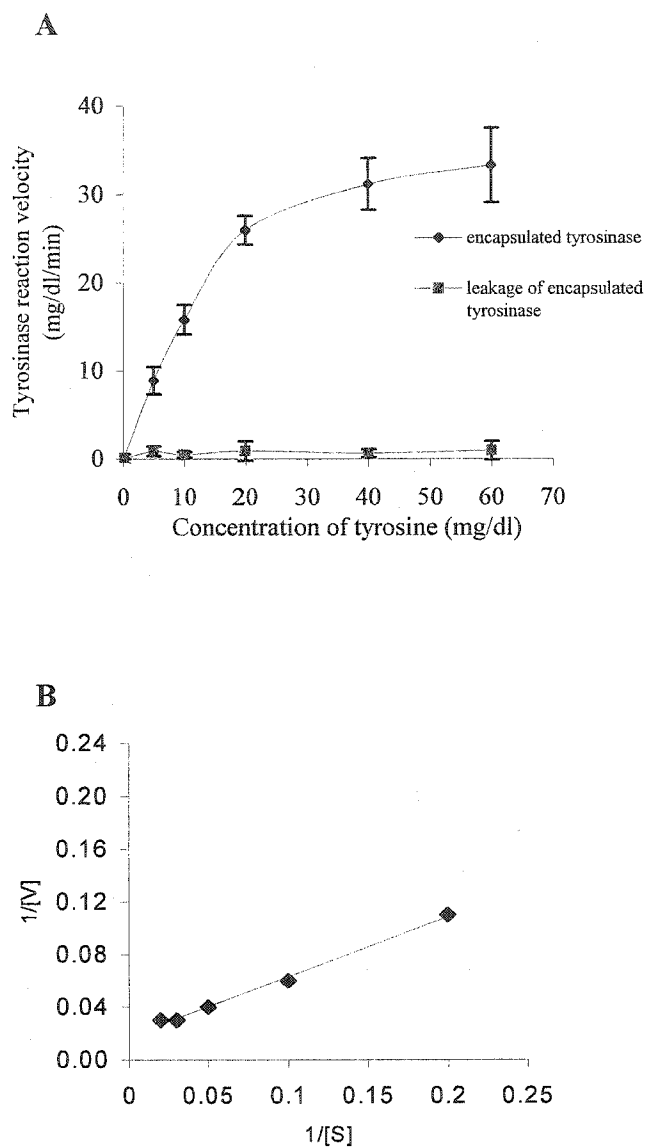 A
Tyrosinase reaction velocity
(mg/dl/min)
40
30
20
10
0
encapsulated tyrosinase
leakage of encapsulated
tyrosinase
0 10 20 30 40 50 60 70
Concentration of tyrosine (mg/dl)
B
1/[V]
0.24
0.20
0.16
0.12
0.08
0.04
0.00
0 0.05 0.1 0.15 0.2 0.25
1/[S]